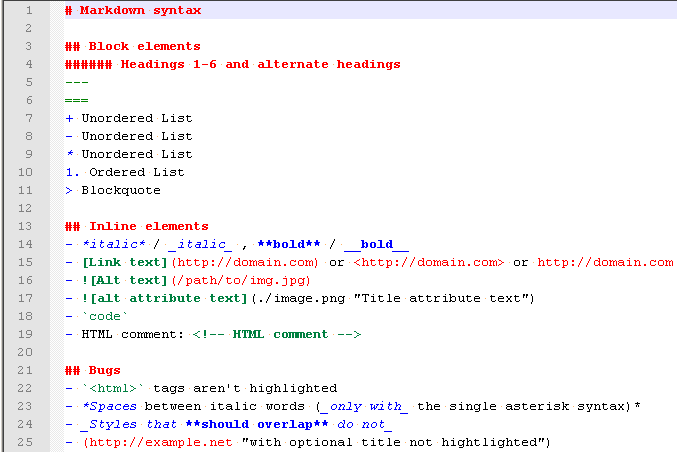 1 # Markdown syntax
2
3 ## Block elements
4 ###### Headings 1-6 and alternate headings
5 ---
6 ===
7 + Unordered List
8 - Unordered List
9 * Unordered List
10 1. Ordered List
11 > Blockquote
12
13 ## Inline elements
14 - *italic* / _italic_ , **bold** / __bold__
15 - [Link text](http://domain.com) or <http://domain.com> or http://domain.com
16 - ![Alt text](/path/to/img.jpg)
17 - ![alt attribute text](./image.png "Title attribute text")
18 - `code`
19 - HTML comment: <!-- HTML comment -->
20
21 ## Bugs
22 - `<html>` tags aren't highlighted
23 - *Spaces between italic words (_only with_ the single asterisk syntax)*
24 - _Styles that **should overlap** do not_
25 - (http://example.net "with optional title not hightlighted")